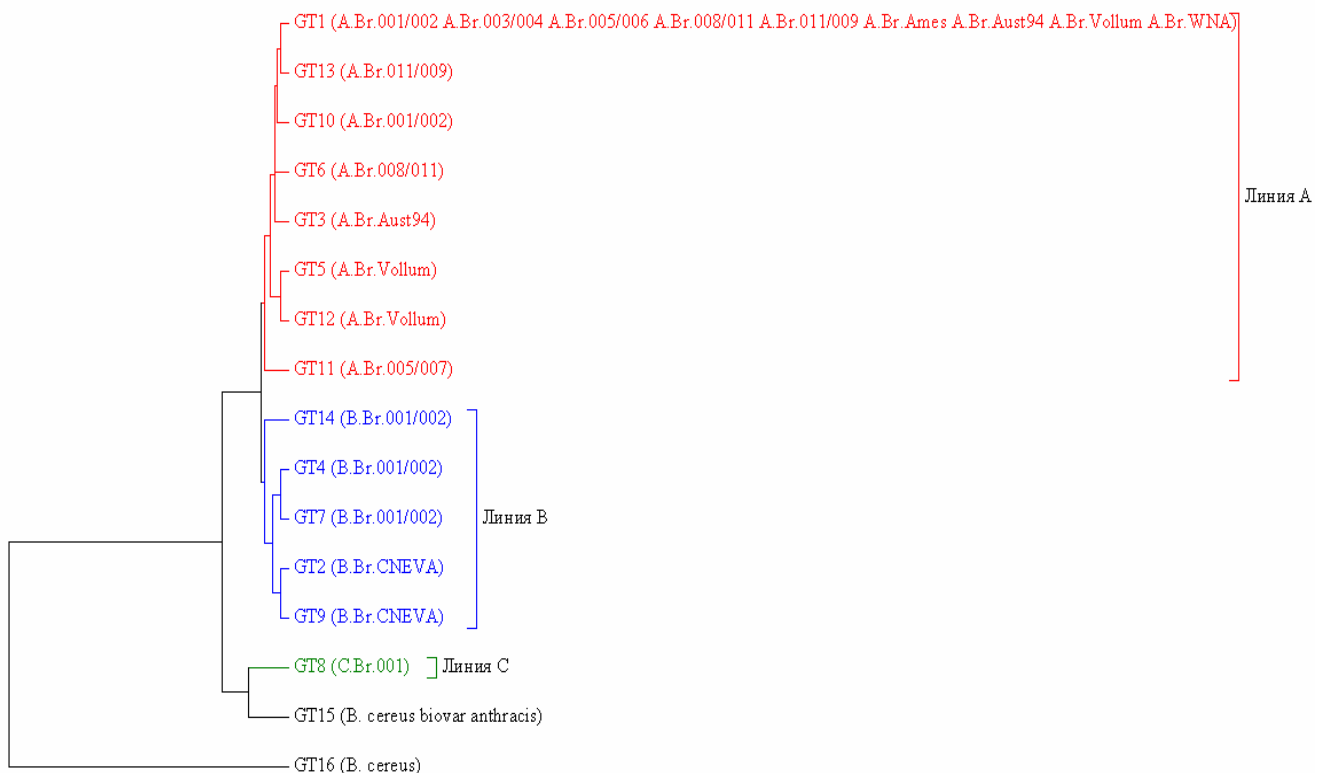 GT1 (A.Br.001/002 A.Br.003/004 A.Br.005/006 A.Br.008/011 A.Br.011/009 A.Br.Ames A.Br.Aust94 A.Br.Vollum A.Br.WNA)
GT13 (A.Br.011/009)
GT10 (A.Br.001/002)
GT6 (A.Br.008/011)
Линия А
GT3 (A.Br.Aust94)
GT5 (A.Br.Vollum)
GT12 (A.Br.Vollum)
GT11 (A.Br.005/007)
GT14 (B.Br.001/002)
GT4 (B.Br.001/002)
GT7 (B.Br.001/002)
Линия В
GT2 (B.Br.CNEVA)
GT9 (B.Br.CNEVA)
GT8 (C.Br.001)
Линия С
GT15 (B. cereus biovar anthracis)
GT16 (B. cereus)